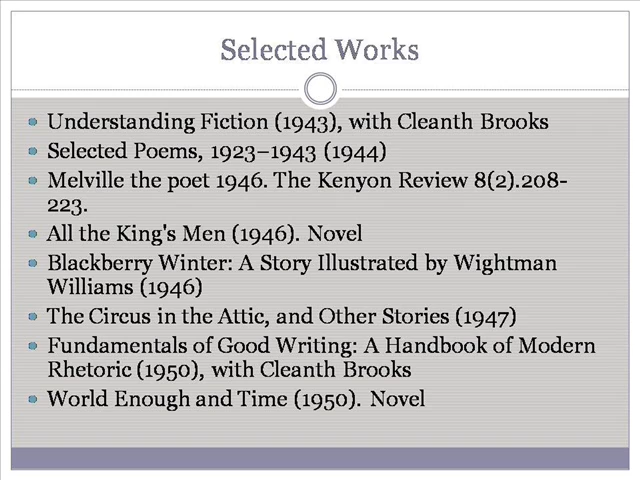 Selected Works
Understanding Fiction (1943), with Cleanth Brooks
Selected Poems, 1923–1943 (1944)
Melville the poet 1946. The Kenyon Review 8(2).208-
223.
All the King's Men (1946). Novel
Blackberry Winter: A Story Illustrated by Wightman
Williams (1946)
The Circus in the Attic, and Other Stories (1947)
Fundamentals of Good Writing: A Handbook of Modern
Rhetoric (1950), with Cleanth Brooks
World Enough and Time (1950). Novel